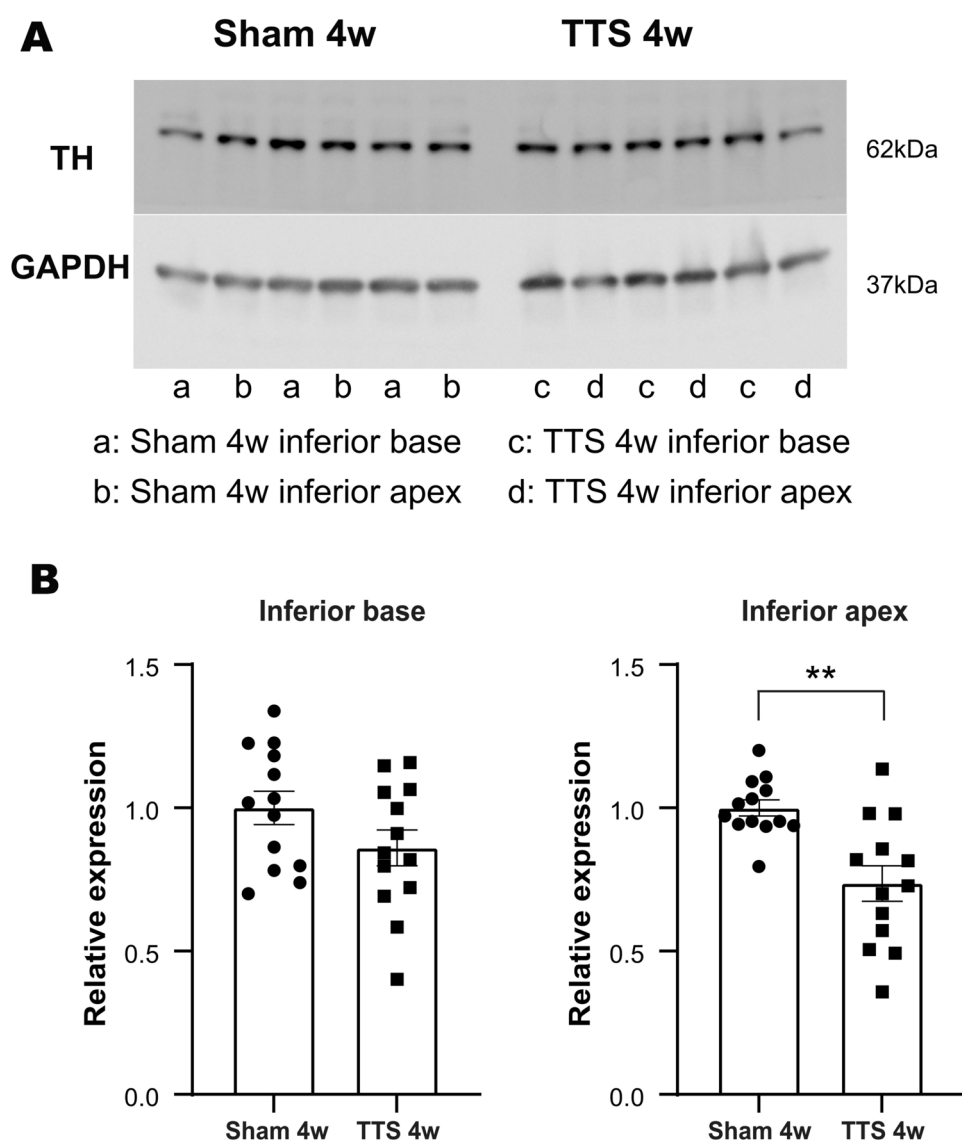 A
Sham 4w TTS 4w
TH
62kDa
GAPDH
37kDa
a b a b a b c d c d c d
a: Sham 4w inferior base c: TTS 4w inferior base
b: Sham 4w inferior apex d: TTS 4w inferior apex
B
Inferior base
Relative expression
1.5
1.0
0.5
0.0
Sham 4w TTS 4w
Inferior apex
**
Relative expression
1.5
1.0
0.5
0.0
Sham 4w TTS 4w